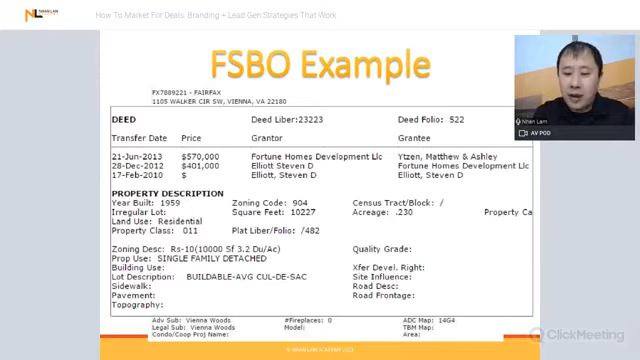 NL NHAN LAM ACADEMY
How To Market For Deals: Branding + Lead Gen Strategies That Work
FSBO Example
FX7889221 - FAIRFAX
1105 WALKER CIR SW, VIENNA, VA 22180
DEED Deed Liber:23223 Deed Folio: 522
Transfer Date Price Grantor Grantee
21-Jun-2013 $570,000 Fortune Homes Development Llc Ytzen, Matthew & Ashley
28-Dec-2012 $401,000 Elliott Steven D Fortune Homes Development Llc
17-Feb-2010 $ Elliott, Steven D Elliott, Steven D
PROPERTY DESCRIPTION
Year Built: 1959 Zoning Code: 904 Census Tract/Block: /
Irregular Lot: Square Feet: 10227 Acreage: .230 Property Ca
Land Use: Residential
Property Class: 011 Plat Liber/Folio: /482
Zoning Desc: Rs-10(10000 Sf.3.2 Du/Ac) Quality Grade:
Prop Use: SINGLE FAMILY DETACHED
Building Use: Xfer Devel. Right:
Lot Description: BUILDABLE-AVG CUL-DE-SAC Site Influence:
Sidewalk: Road Desc:
Pavement: Road Frontage:
Topography:
Adv Sub: Vienna Woods #Fireplaces: 0 ADC Map: 14G4
Legal Sub: Vienna Woods Model: TBM Map:
Condo/Coop Proj Name: Area:
Nhan Lam
AV POD
ClickMeeting